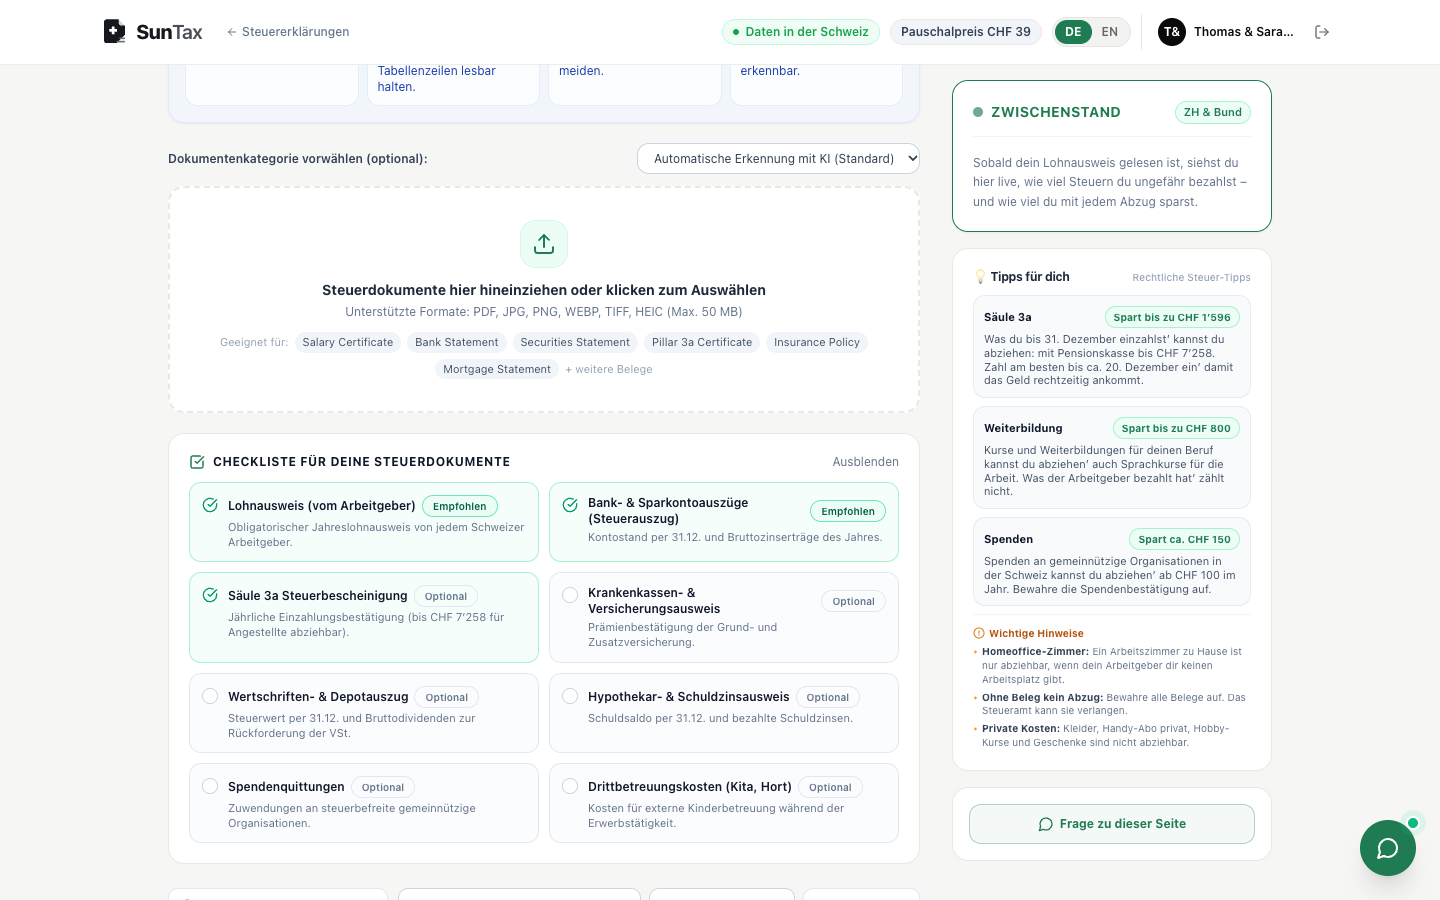 SunTax
← Steuererklärungen
Daten in der Schweiz
Pauschalpreis CHF 39
DE
EN
T&
Thomas & Sara...
Tabellenzeilen lesbar
halten.
meiden.
erkennbar.
Dokumentenkategorie vorwählen (optional):
Automatische Erkennung mit KI (Standard)
Steuerdokumente hier hineinziehen oder klicken zum Auswählen
Unterstützte Formate: PDF, JPG, PNG, WEBP, TIFF, HEIC (Max. 50 MB)
Geeignet für: Salary Certificate Bank Statement Securities Statement Pillar 3a Certificate Insurance Policy
Mortgage Statement + weitere Belege
CHECKLISTE FÜR DEINE STEUERDOKUMENTE
Ausblenden
Lohnausweis (vom Arbeitgeber) Empfohlen
Obligatorischer Jahreslohnausweis von jedem Schweizer
Arbeitgeber.
Bank- & Sparkontoauszüge
(Steuerauszug)
Empfohlen
Kontostand per 31.12. und Bruttozinserträge des Jahres.
Säule 3a Steuerbescheinigung Optional
Jährliche Einzahlungsbestätigung (bis CHF 7’258 für
Angestellte abziehbar).
Krankenkassen- &
Versicherungsausweis
Optional
Prämienbestätigung der Grund- und
Zusatzversicherung.
Wertschriften- & Depotauszug Optional
Steuerwert per 31.12. und Bruttodividenden zur
Rückforderung der VSt.
Hypothekar- & Schuldzinsausweis Optional
Schuldsaldo per 31.12. und bezahlte Schuldzinsen.
Spendenquittungen Optional
Zuwendungen an steuerbefreite gemeinnützige
Organisationen.
Drittbetreuungskosten (Kita, Hort) Optional
Kosten für externe Kinderbetreuung während der
Erwerbstätigkeit.
ZWISCHENSTAND
ZH & Bund
Sobald dein Lohnausweis gelesen ist, siehst du
hier live, wie viel Steuern du ungefähr bezahlst –
und wie viel du mit jedem Abzug sparst.
Tipps für dich
Rechtliche Steuer-Tipps
Säule 3a
Spart bis zu CHF 1’596
Was du bis 31. Dezember einzahlst’ kannst du
abziehen: mit Pensionskasse bis CHF 7’258.
Zahl am besten bis ca. 20. Dezember ein’ damit
das Geld rechtzeitig ankommt.
Weiterbildung
Spart bis zu CHF 800
Kurse und Weiterbildungen für deinen Beruf
kannst du abziehen’ auch Sprachkurse für die
Arbeit. Was der Arbeitgeber bezahlt hat’ zählt
nicht.
Spenden
Spart ca. CHF 150
Spenden an gemeinnützige Organisationen in
der Schweiz kannst du abziehen’ ab CHF 100 im
Jahr. Bewahre die Spendenbestätigung auf.
Wichtige Hinweise
• Homeoffice-Zimmer: Ein Arbeitszimmer zu Hause ist
nur abziehbar, wenn dein Arbeitgeber dir keinen
Arbeitsplatz gibt.
• Ohne Beleg kein Abzug: Bewahre alle Belege auf. Das
Steueramt kann sie verlangen.
• Private Kosten: Kleider, Handy-Abo privat, Hobby-
Kurse und Geschenke sind nicht abziehbar.
Frage zu dieser Seite